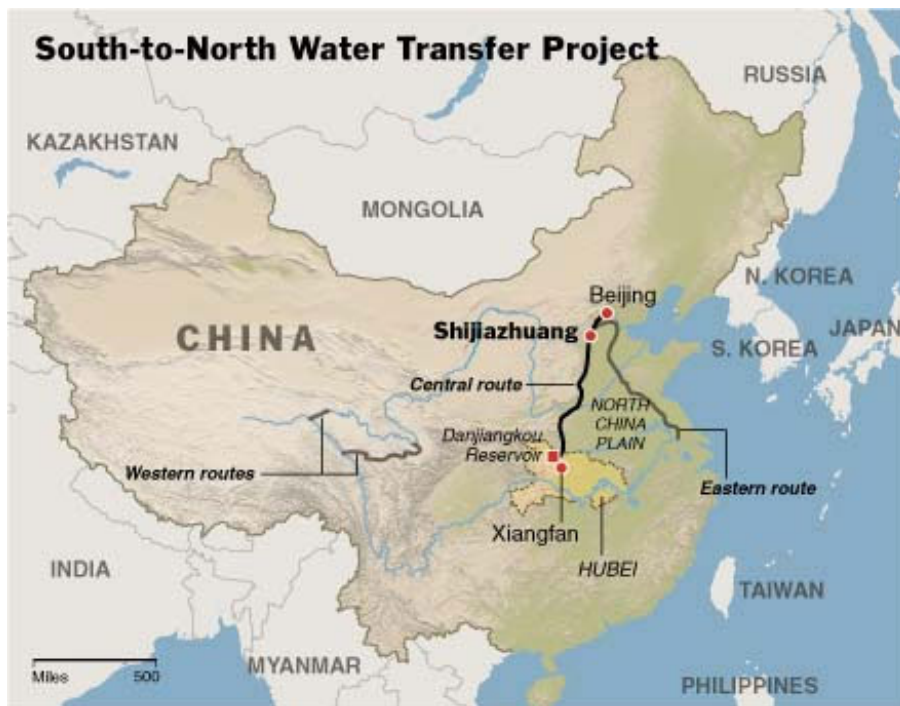 South-to-North Water Transfer Project
RUSSIA
KAZAKHSTAN
MONGOLIA
N. KOREA
Beijing
CHINA
Shijiazhuang
JAPAN
S. KOREA
Central route
NORTH
CHINA
PLAIN
Danjiangkou
Reservoir
Western routes
Eastern route
Xiangfan
HUBEI
INDIA
TAIWAN
MYANMAR
Miles
500
PHILIPPINES